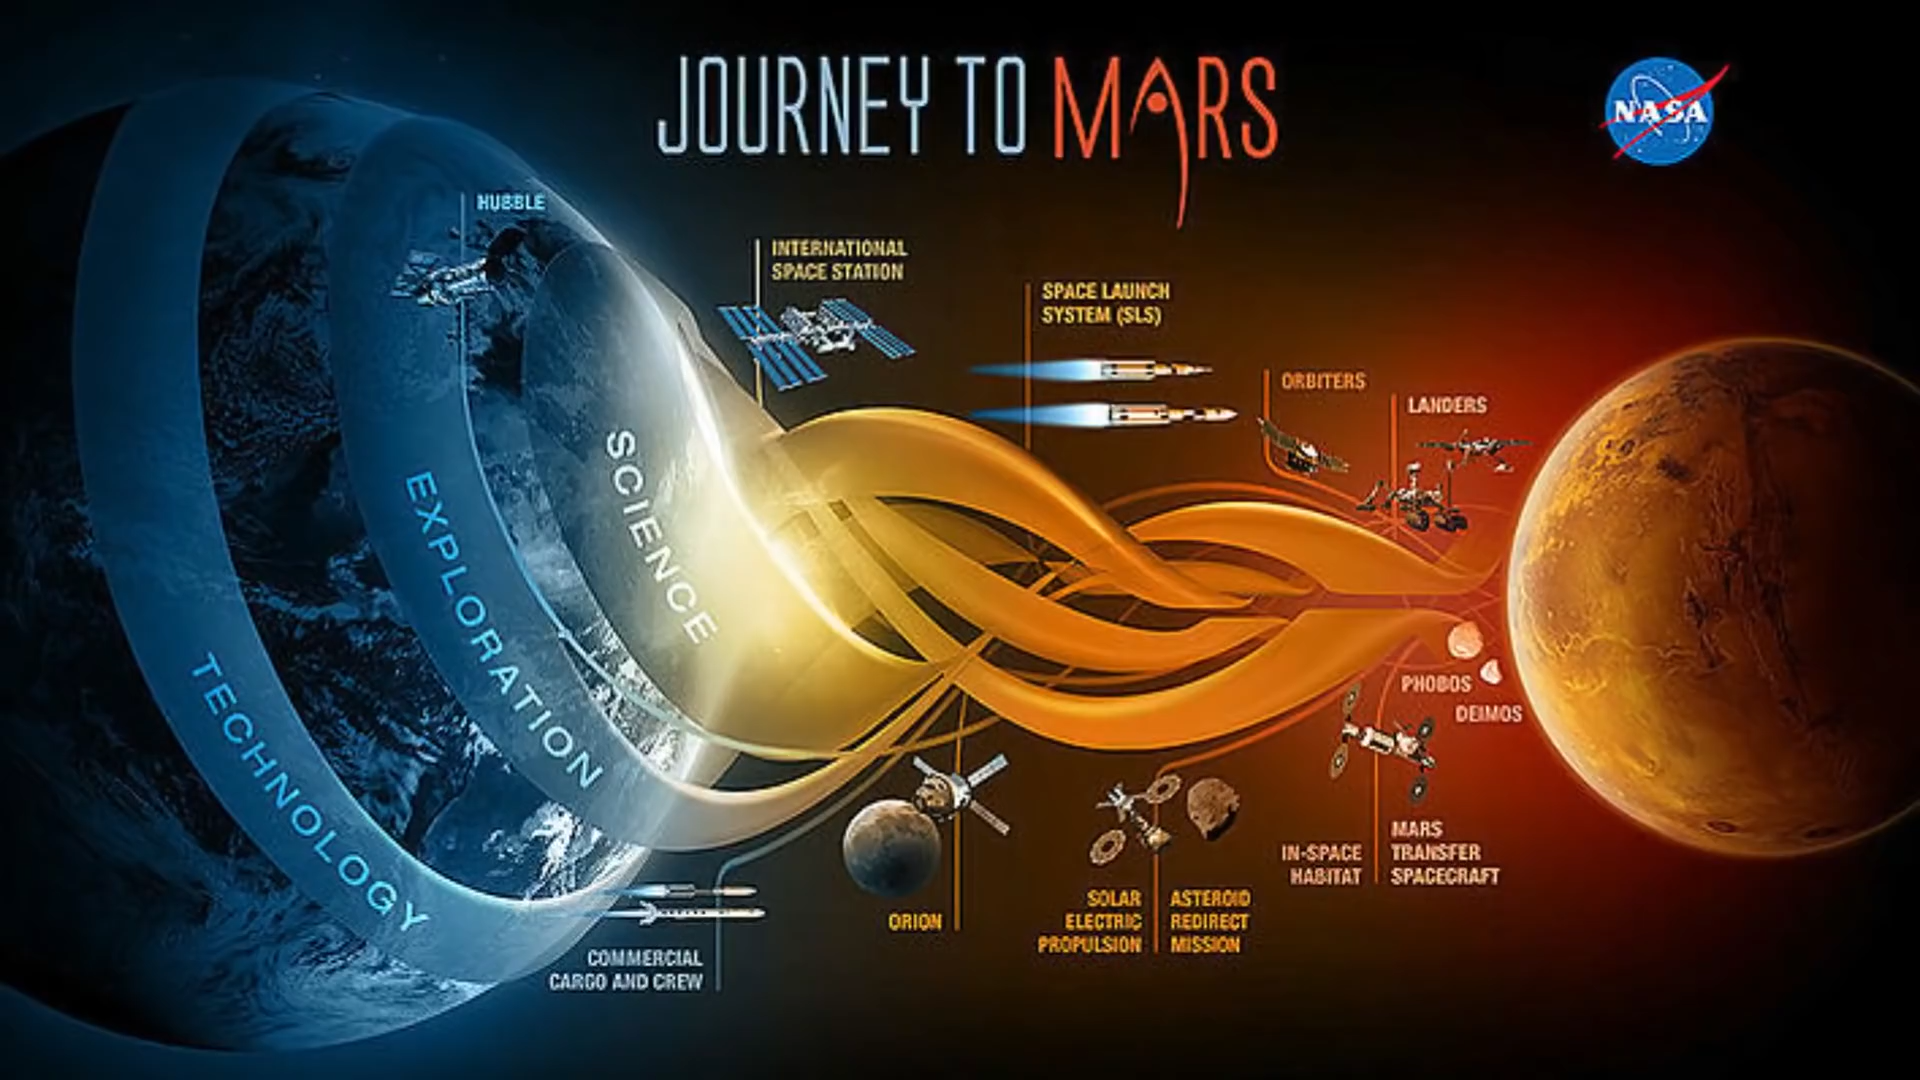 JOURNEY TO MARS
NASA
HUBBLE
INTERNATIONAL
SPACE STATION
SPACE LAUNCH
SYSTEM (SLS)
ORBITERS
LANDERS
SCIENCE
EXPLORATION
TECHNOLOGY
PHOBOS
DEIMOS
COMMERCIAL
CARGO AND CREW
ORION
SOLAR
ELECTRIC
PROPULSION
ASTEROID
REDIRECT
MISSION
IN-SPACE
HABITAT
MARS
TRANSFER
SPACECRAFT